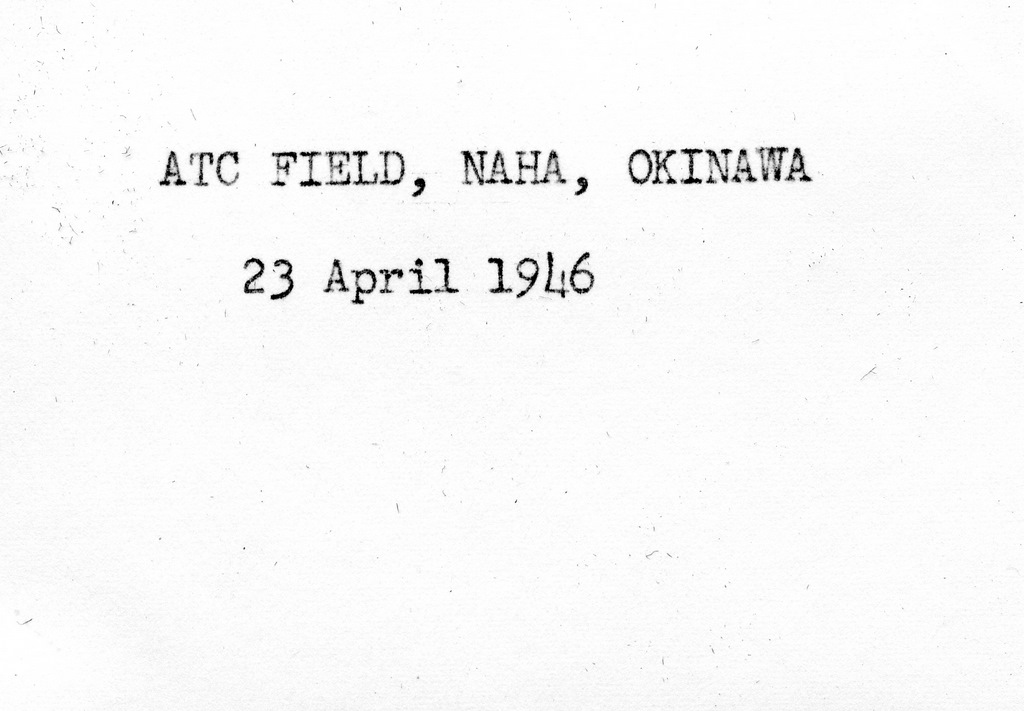 ATC FIELD, NAHA, OKINAWA
23 April 1946